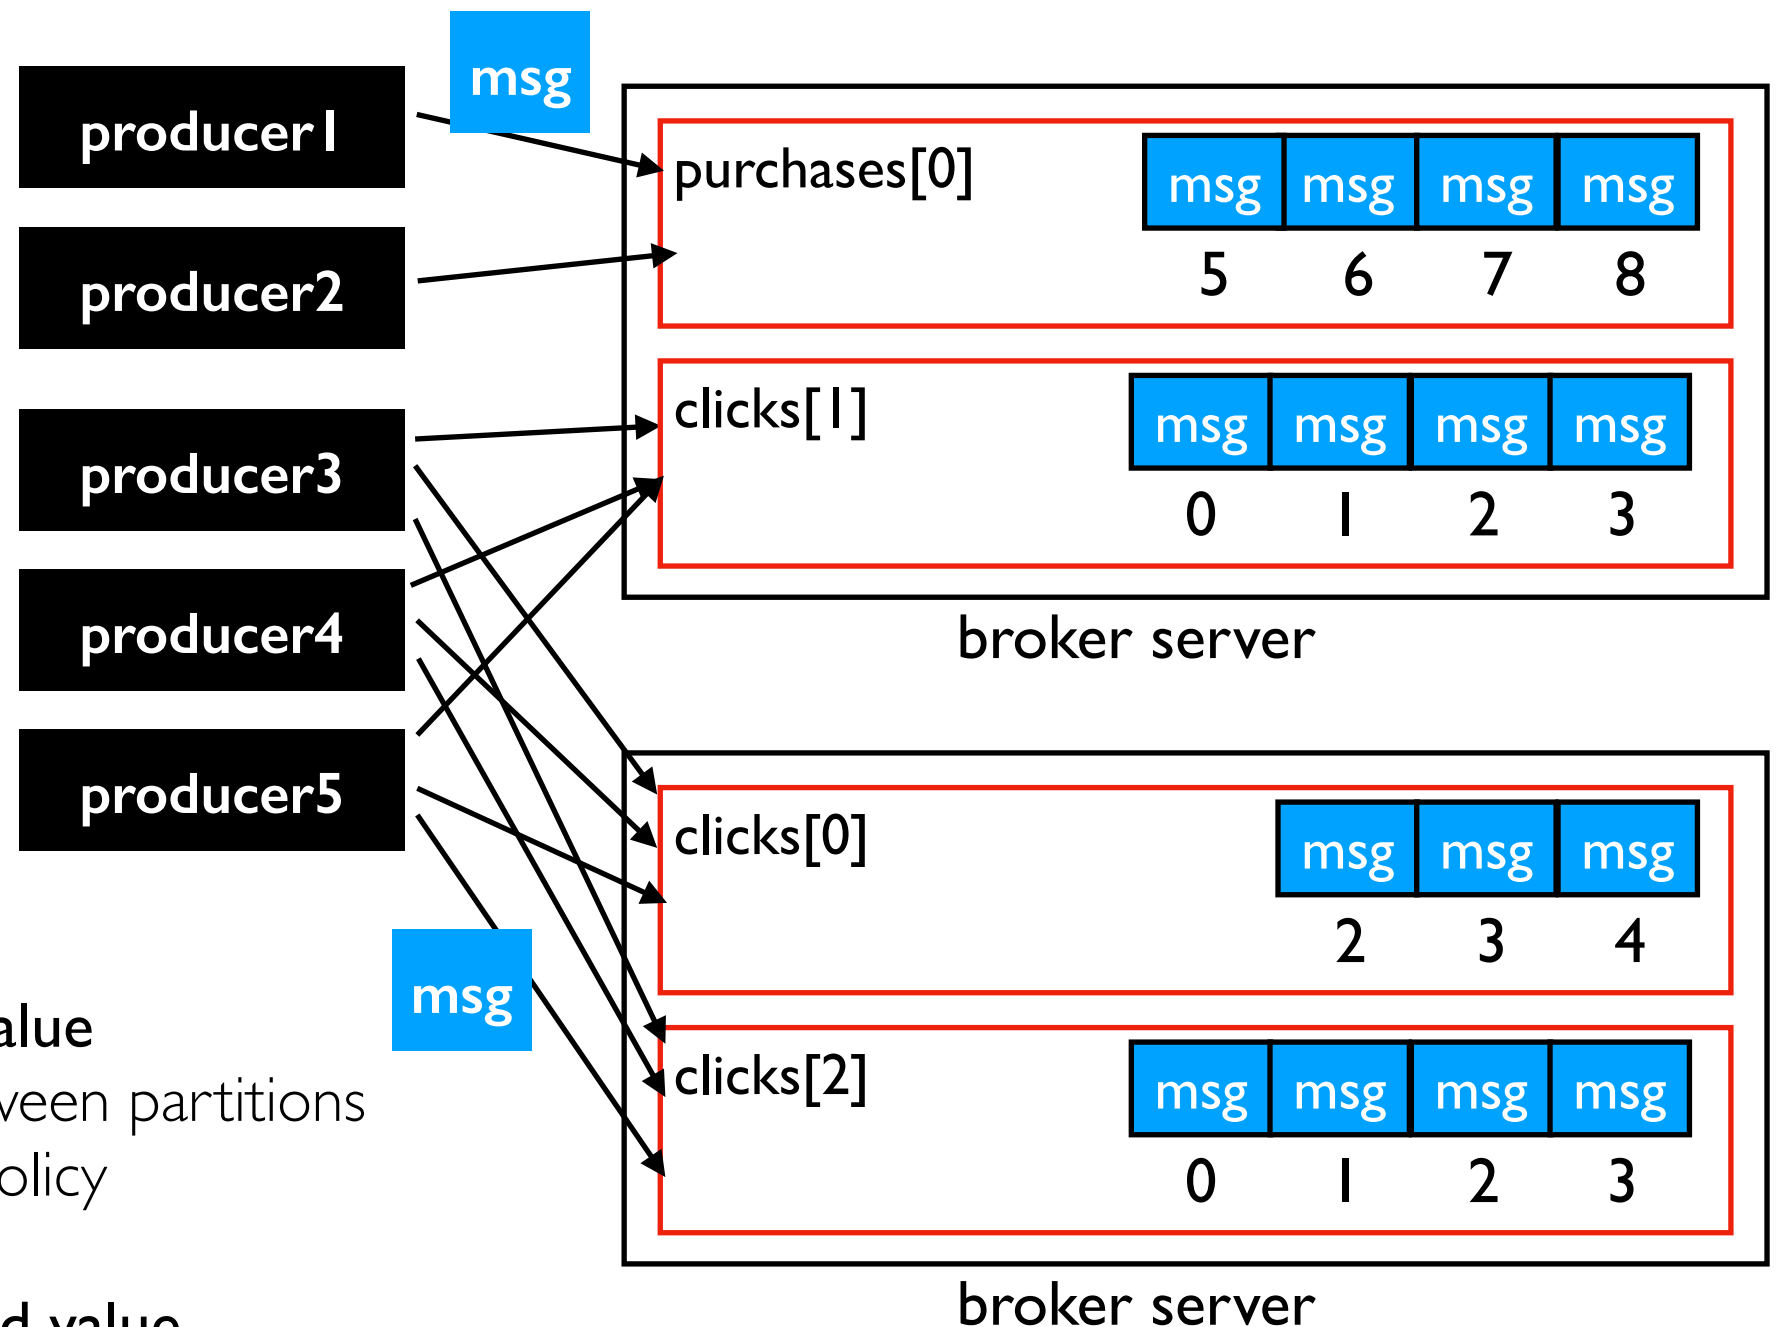 msg
producer1
producer2
producer3
producer4
producer5
purchases[0]
msg msg msg msg
5 6 7 8
clicks[1]
msg msg msg msg
0 1 2 3
broker server
clicks[0]
msg msg msg
2 3 4
msg
clicks[2]
msg msg msg msg
0 1 2 3
broker server
alue
ween partitions
olicy
d value